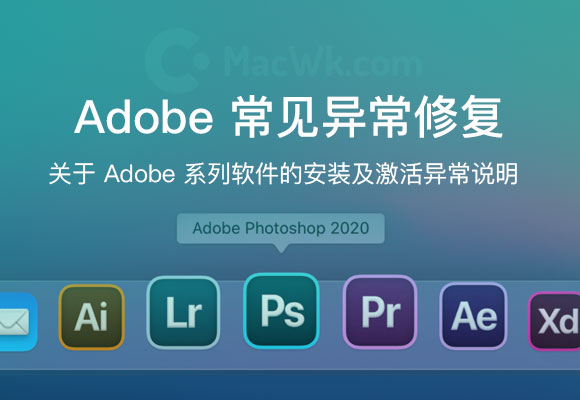 MacWk.com
Adobe 常见异常修复
关于 Adobe 系列软件的安装及激活异常说明
Adobe Photoshop 2020
Ai Lr Ps Pr Ae Xd